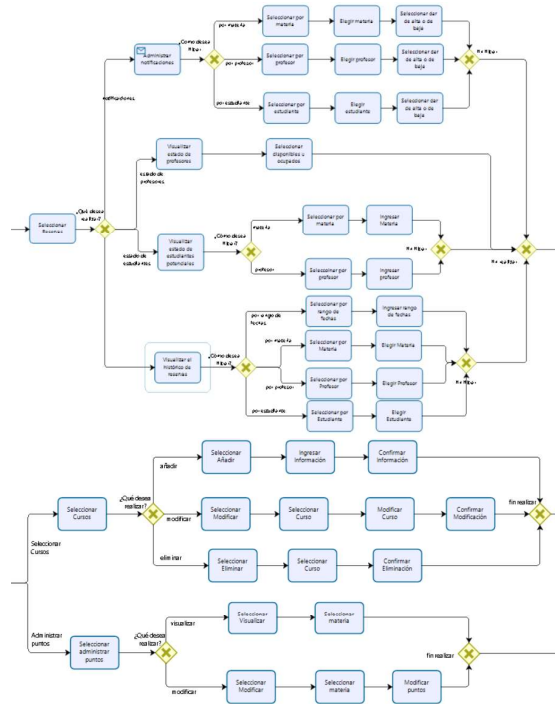 Seleccionar por
materia
Elegir materia
Seleccionar dar
de alta o de
baja
por materia
¿Cómo desea
filtrar?
Fin filtrar
Administrar
notificaciones
Seleccionar por
profesor
Elegir profesor
Seleccionar dar
de alta o de
baja
por profesor
notificaciones
por estudiante
Seleccionar por
estudiante
Elegir
estudiante
Seleccionar dar
de alta o de
baja
Visualizar
estado de
profesores
Seleccionar
disponibles u
ocupados
estado de
profesores
¿Qué desea
realizar?
Seleccionar
Reservas
estado de
estudiantes
Visualizar
estado de
estudiantes
potenciales
¿Cómo desea
filtrar?
materia
Seleccionar por
materia
Ingresar
Materia
Fin filtrar
profesor
Seleccionar por
profesor
Ingresar
profesor
Fin realizar
por rango de
fechas
Seleccionar por
rango de
fechas
Ingresar rango
de fechas
¿Cómo desea
filtrar?
por materia
Seleccionar por
Materia
Elegir Materia
Visualizar el
histórico de
reservas
por profesor
Seleccionar por
Profesor
Elegir Profesor
Fin filtrar
por estudiante
Seleccionar por
Estudiante
Elegir
Estudiante
añadir
Seleccionar
Añadir
Ingresar
Información
Confirmar
información
¿Qué desea
realizar?
Seleccionar
Cursos
modificar
Seleccionar
Modificar
Seleccionar
Curso
Modificar
Curso
Confirmar
Modificación
fin realizar
Seleccionar
Cursos
eliminar
Seleccionar
Eliminar
Seleccionar
Curso
Confirmar
Eliminación
Administrar
puntos
Seleccionar
administrar
puntos
¿Qué desea
realizar?
visualizar
Seleccionar
Visualizar
Seleccionar
materia
fin realizar
modificar
Seleccionar
Modificar
Seleccionar
materia
Modificar
puntos